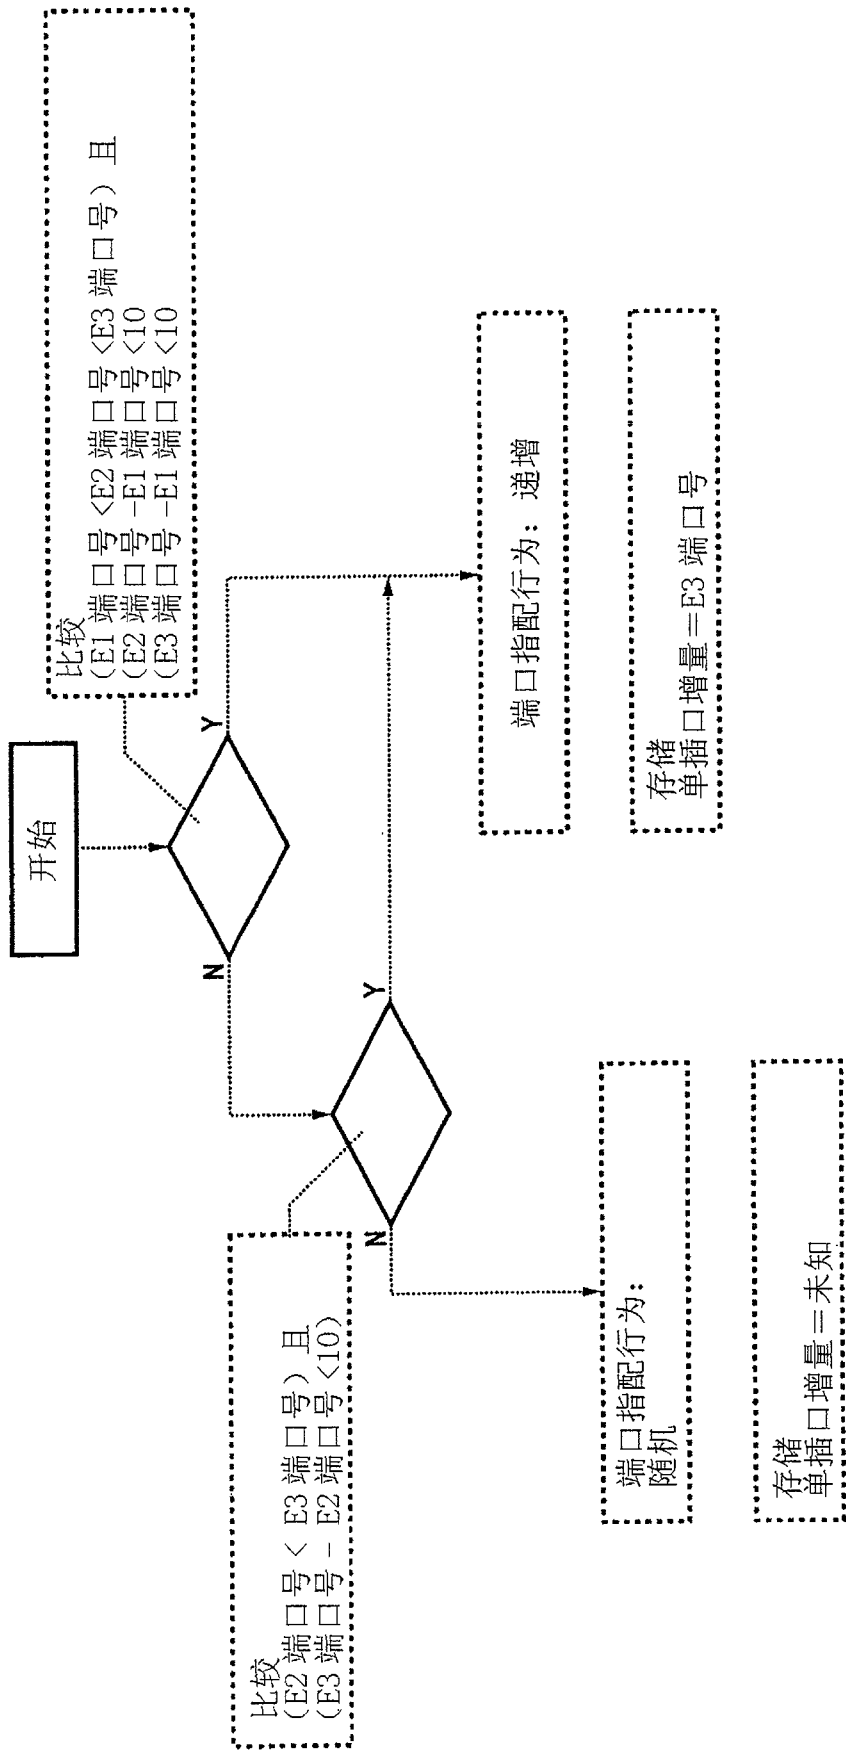 开始
比较
(E1 端口号 <E2 端口号 <E3 端口号) 且
(E2 端口号 -E1 端口号 <10
(E3 端口号 -E1 端口号 <10
Y
N
比较
(E2 端口号 < E3 端口号) 且
(E3 端口号 - E2 端口号 <10)
Y
N
端口指配行为: 递增
存储
单插口增量=E3 端口号
端口指配行为:
随机
存储
单插口增量=未知